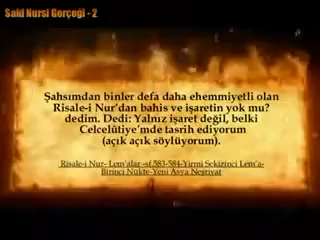 Said Nursi Gerçeği - 2
Şahsımdan binler defa daha ehemmiyetli olan
Risale-i Nur'dan bahis ve işaretin yok mu?
dedim. Dedi: Yalnız işaret değil, belki
Celcelûtiye'mde tasrih ediyorum
(açık açık söylüyorum).
Risale-i Nur- Lem'alar -sf.583-584-Yirmi Sekizinci Lem'a-
Birinci Nükte-Yeni Asya Neşriyat